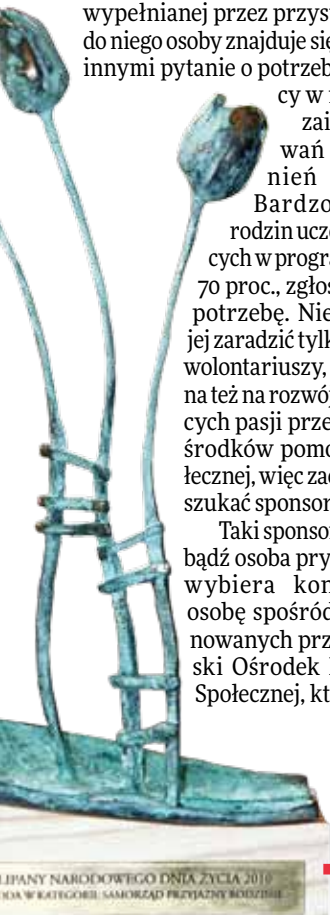 wypełnianej przez przys
do niego osoby znajduje się
innymi pytanie o potrzeb
cy w
zai
wań
nień
Bardzo
rodzin ucze
cych w progra
70 proc., zgłos
potrzebę. Nie
jej zaradzić tylk
wolontariuszy,
na też na rozwój
cych pasji prze
środków pomo
łecznej, więc zac
szukać sponsor
Taki sponsor
bądź osoba pry
wybiera kon
osobę spośród
nowanych prz
ski Ośrodek
Społecznej, kt
LIPANY NARODOWEGO DNIA ŻYCIA 2010
ODA W KATEGORII: SAMORZĄD PRZYJAZNY RODZINIE